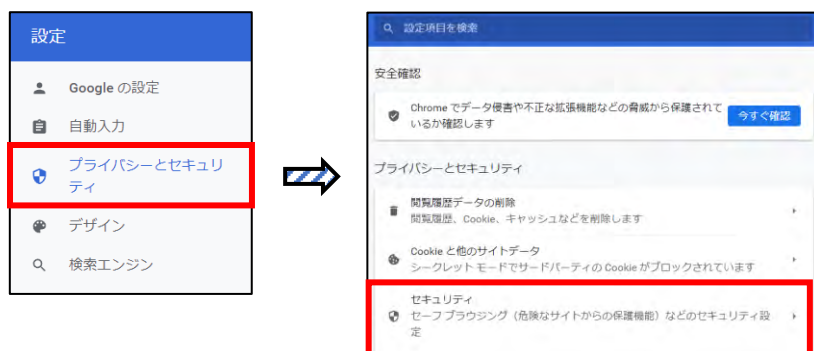 設定
Google の設定
自動入力
プライバシーとセキュリ
ティ
デザイン
検索エンジン
設定項目を検索
安全確認
Chrome でデータ侵害や不正な拡張機能などの脅威から保護されて
いるか確認します
今すぐ確認
プライバシーとセキュリティ
閲覧履歴データの削除
閲覧履歴、Cookie、キャッシュなどを削除します
Cookie と他のサイトデータ
シークレット モードでサードパーティの Cookie がブロックされています
セキュリティ
セーフ ブラウジング（危険なサイトからの保護機能）などのセキュリティ設
定